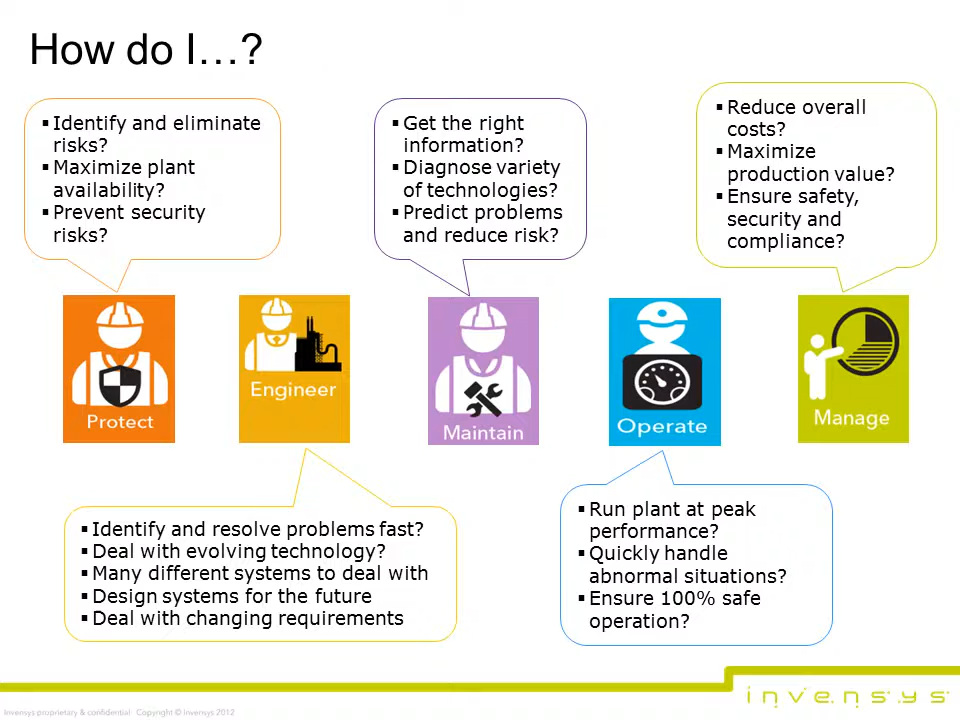 How do I…?
▪Identify and eliminate
risks?
▪Maximize plant
availability?
▪Prevent security
risks?
▪Get the right
information?
▪Diagnose variety
of technologies?
▪Predict problems
and reduce risk?
▪Reduce overall
costs?
▪Maximize
production value?
▪Ensure safety,
security and
compliance?
Protect
Engineer
Maintain
Operate
Manage
▪Identify and resolve problems fast?
▪Deal with evolving technology?
▪Many different systems to deal with
▪Design systems for the future
▪Deal with changing requirements
▪Run plant at peak
performance?
▪Quickly handle
abnormal situations?
▪Ensure 100% safe
operation?
invensys
Invensys proprietary & confidential Copyright © Invensys 2012